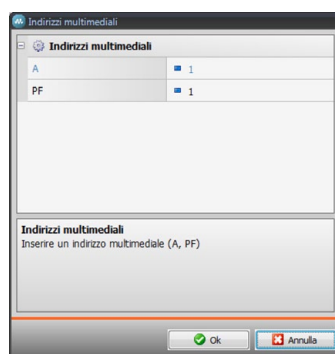 Indirizzi multimediali
Indirizzi multimediali
A 1
PF 1
Indirizzi multimediali
Inserire un indirizzo multimediale (A, PF)
Ok Annulla